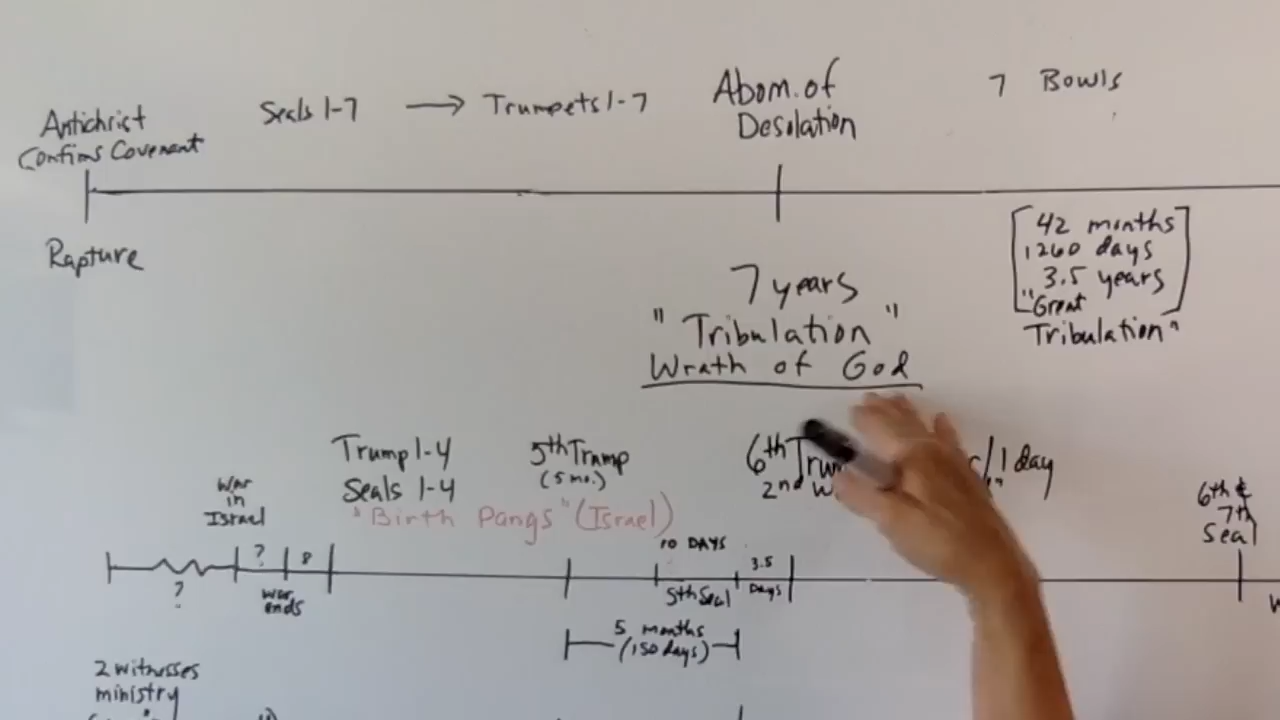 Antichrist
Confims Covenant
Seals 1-7 → Trumpets 1-7
Abom. of
Desolation
7 Bowls
Rapture
7 years
"Tribulation"
Wrath of God
[42 months
1260 days
3.5 years]
"Great
Tribulation"
War
in
Israel
Trump 1-4
Seals 1-4
"Birth Pangs" (Israel)
5th Trump
(5 mo.)
6th
2nd
1 day
6th &
7th
Seal
?
?
8
War
ends
10 DAYS
5th Seal
3.5
Days
5 months
(150 days)
2 witnesses
ministry